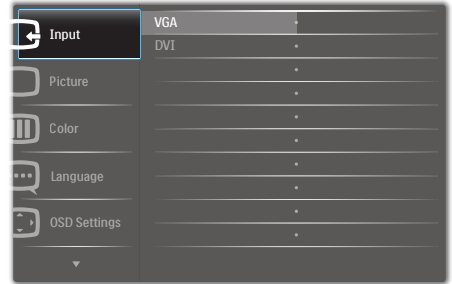 Input
VGA
DVI
Picture
Color
Language
OSD Settings